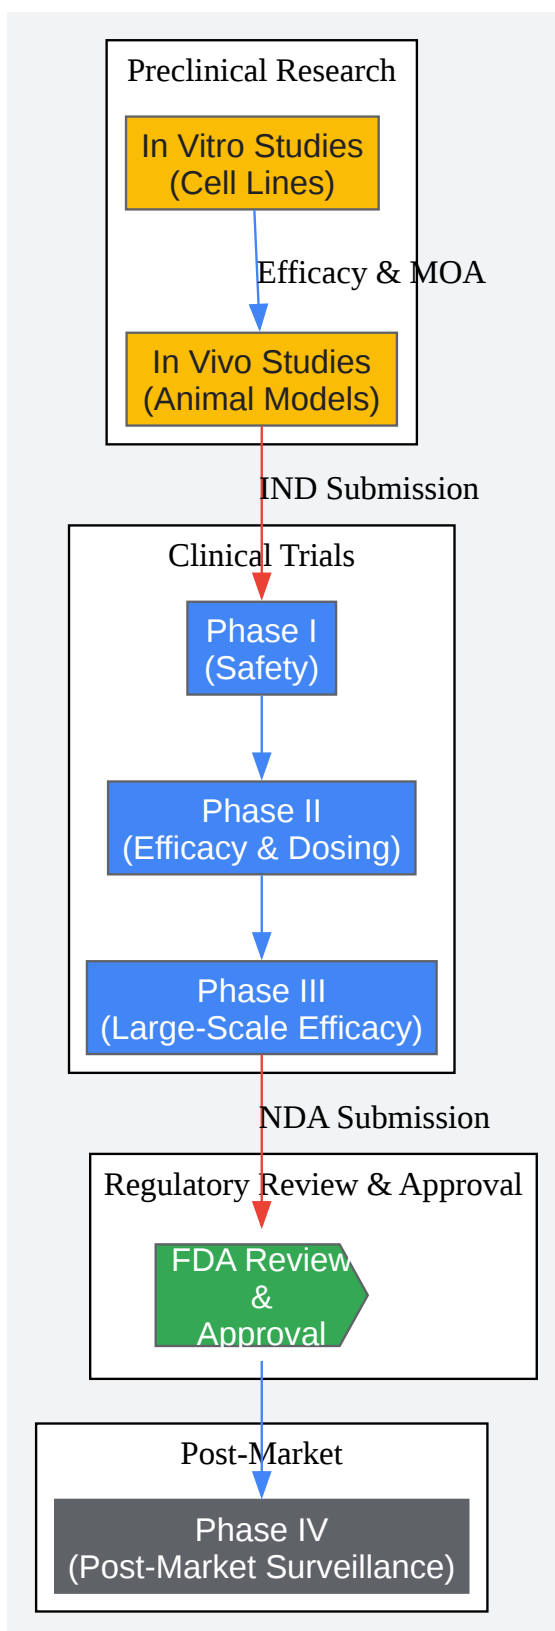 Preclinical Research
In Vitro Studies
(Cell Lines)
Efficacy & MOA
In Vivo Studies
(Animal Models)
IND Submission
Clinical Trials
Phase I
(Safety)
Phase II
(Efficacy & Dosing)
Phase III
(Large-Scale Efficacy)
NDA Submission
Regulatory Review & Approval
FDA Review
&
Approval
Post-Market
Phase IV
(Post-Market Surveillance)